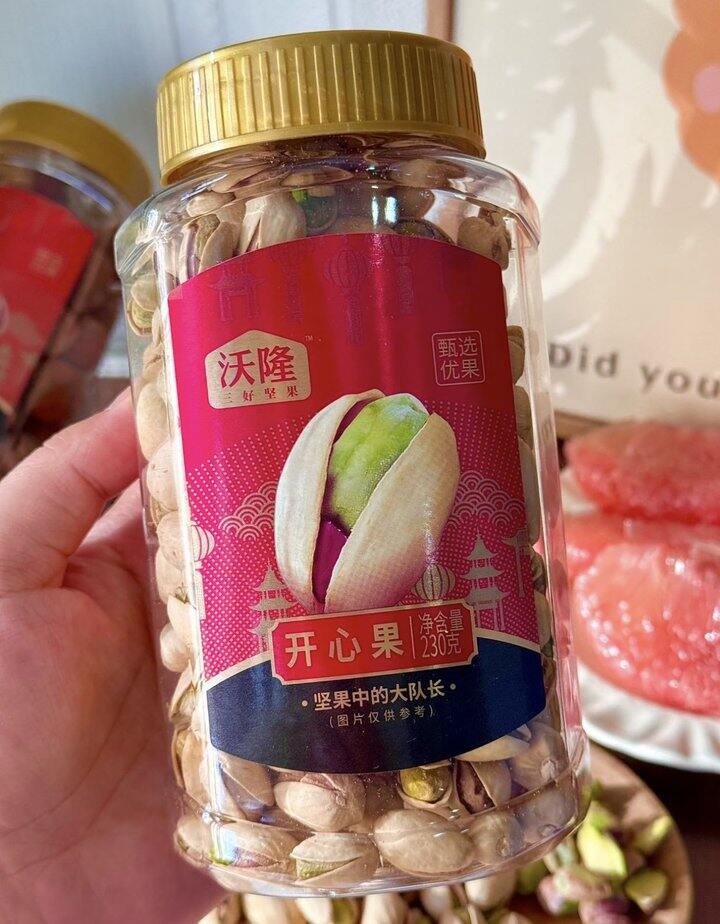 沃隆
TM
三好坚果
甄选
优果
开心果
净含量
230克
·坚果中的大队长·
(图片仅供参考)
Did you